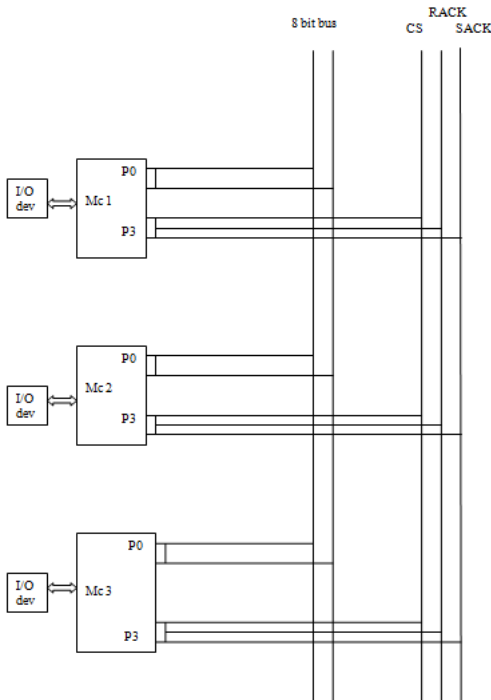 8 bit bus
RACK
CS
SACK
P0
I/O
dev
Mc 1
P3
P0
I/O
dev
Mc 2
P3
P0
I/O
dev
Mc 3
P3